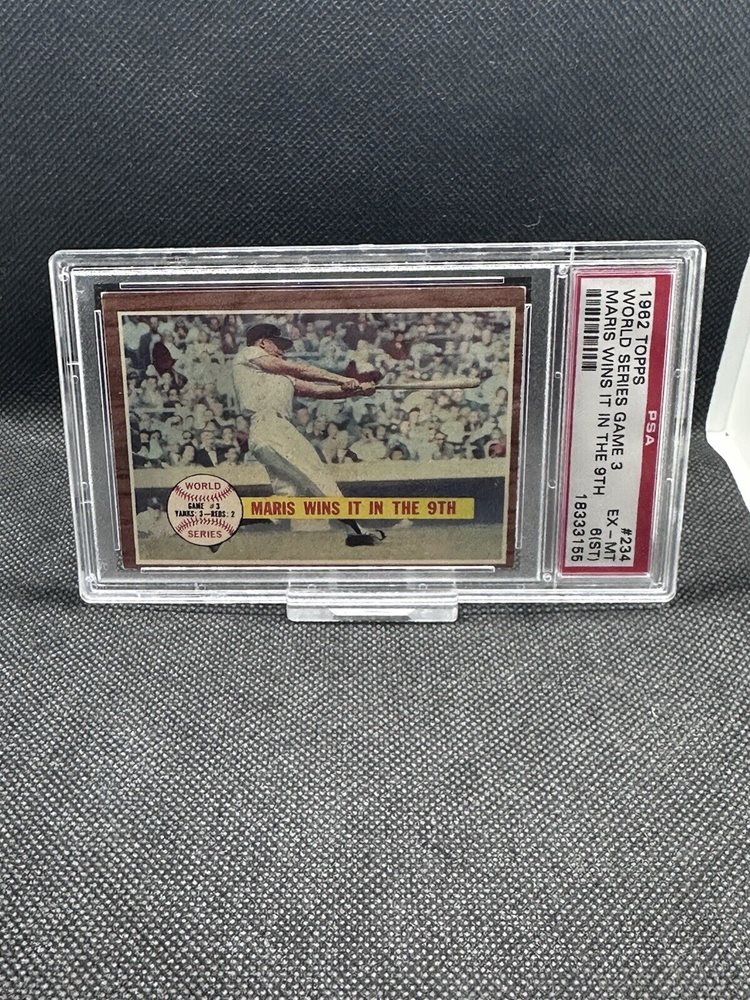 WORLD
GAME #3
YANKS: 3—REDS: 2
SERIES
MARIS WINS IT IN THE 9TH
1962 TOPPS
WORLD SERIES GAME 3
MARIS WINS IT IN THE 9TH
#234
EX - MT
6(ST)
18333155
PSA